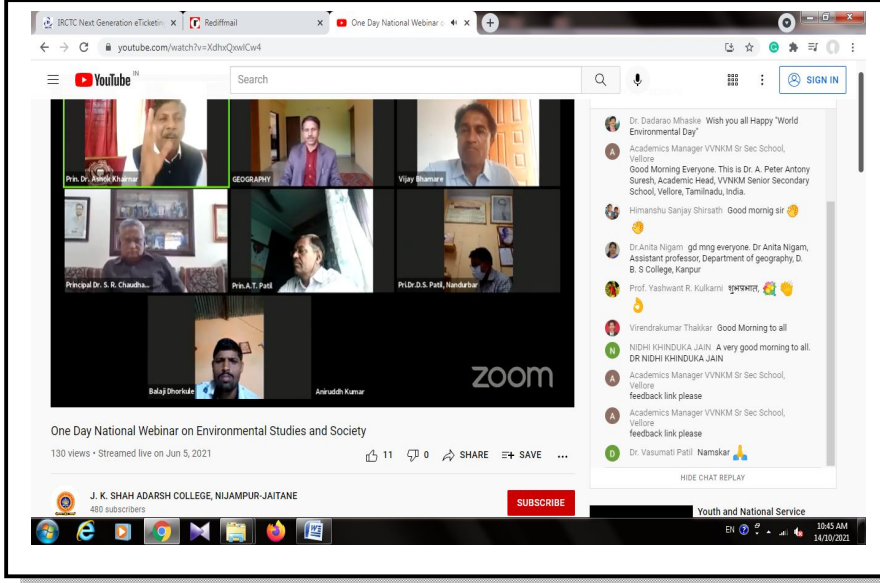 IRCTC Next Generation eTicketing
Rediffmail
One Day National Webinar o
youtube.com/watch?v=XdhxQxwlCw4
YouTube IN
Search
SIGN IN
Prin. Dr. Ashok Khairnar
GEOGRAPHY
Vijay Bhamare
Principal Dr. S. R. Chaudha...
Prin.A.T. Patil
Pri.Dr.D.S. Patil, Nandurbar
Balaji Dhorkule
Aniruddh Kumar
zoom
One Day National Webinar on Environmental Studies and Society
130 views • Streamed live on Jun 5, 2021
11 0 SHARE SAVE
J. K. SHAH ADARSH COLLEGE, NIJAMPUR-JAITANE
480 subscribers
SUBSCRIBE
Dr. Dadarao Mhaske Wish you all Happy "World
Environmental Day"
A
Academics Manager VVNKM Sr Sec School,
Vellore
Good Morning Everyone. This is Dr. A. Peter Antony
Suresh, Academic Head, VVNKM Senior Secondary
School, Vellore, Tamilnadu, India.
Himanshu Sanjay Shirsath Good mornig sir
Dr.Anita Nigam gd mng everyone. Dr Anita Nigam,
Assistant professor, Department of geography, D.
B. S College, Kanpur
Prof. Yashwant R. Kulkarni शुभप्रभात,
Virendrakumar Thakkar Good Morning to all
N
NIDHI KHINDUKA JAIN A very good morning to all.
DR NIDHI KHINDUKA JAIN
A
Academics Manager VVNKM Sr Sec School,
Vellore
feedback link please
A
Academics Manager VVNKM Sr Sec School,
Vellore
feedback link please
D
Dr. Vasumati Patil Namskar
HIDE CHAT REPLAY
Youth and National Service
EN
10:45 AM
14/10/2021